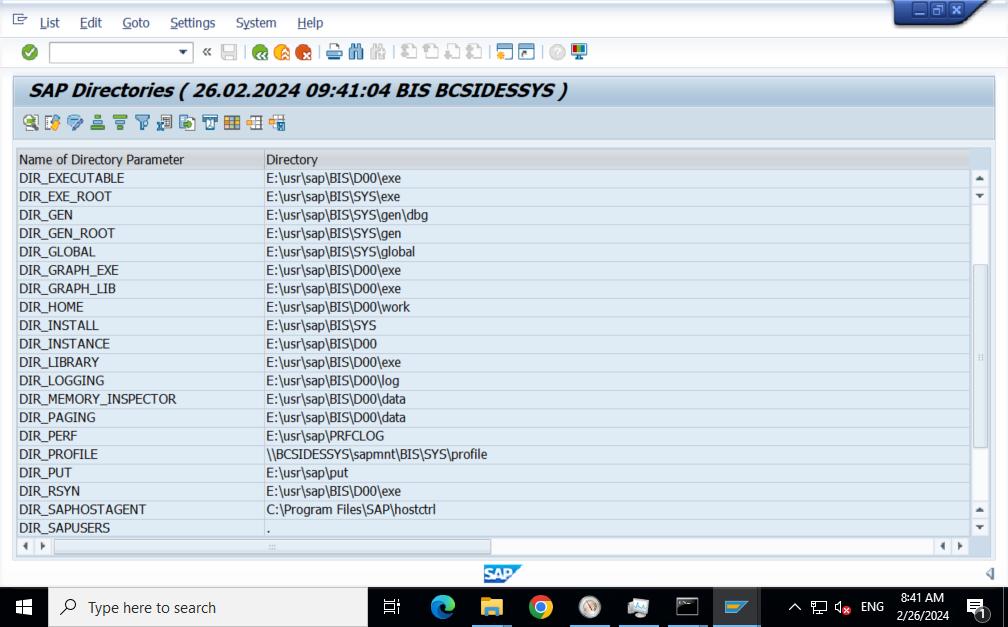 List Edit Goto Settings System Help
SAP Directories ( 26.02.2024 09:41:04 BIS BCSIDESSYS )
Name of Directory Parameter Directory
DIR_EXECUTABLE E:\usr\sap\BIS\D00\exe
DIR_EXE_ROOT E:\usr\sap\BIS\SYS\exe
DIR_GEN E:\usr\sap\BIS\SYS\gen\dbg
DIR_GEN_ROOT E:\usr\sap\BIS\SYS\gen
DIR_GLOBAL E:\usr\sap\BIS\SYS\global
DIR_GRAPH_EXE E:\usr\sap\BIS\D00\exe
DIR_GRAPH_LIB E:\usr\sap\BIS\D00\exe
DIR_HOME E:\usr\sap\BIS\D00\work
DIR_INSTALL E:\usr\sap\BIS\SYS
DIR_INSTANCE E:\usr\sap\BIS\D00
DIR_LIBRARY E:\usr\sap\BIS\D00\exe
DIR_LOGGING E:\usr\sap\BIS\D00\log
DIR_MEMORY_INSPECTOR E:\usr\sap\BIS\D00\data
DIR_PAGING E:\usr\sap\BIS\D00\data
DIR_PERF E:\usr\sap\PRFCLOG
DIR_PROFILE \\BCSIDESSYS\sapmnt\BIS\SYS\profile
DIR_PUT E:\usr\sap\put
DIR_RSYN E:\usr\sap\BIS\D00\exe
DIR_SAPHOSTAGENT C:\Program Files\SAP\hostctrl
DIR_SAPUSERS .
SAP
Type here to search
ENG
8:41 AM
2/26/2024
1